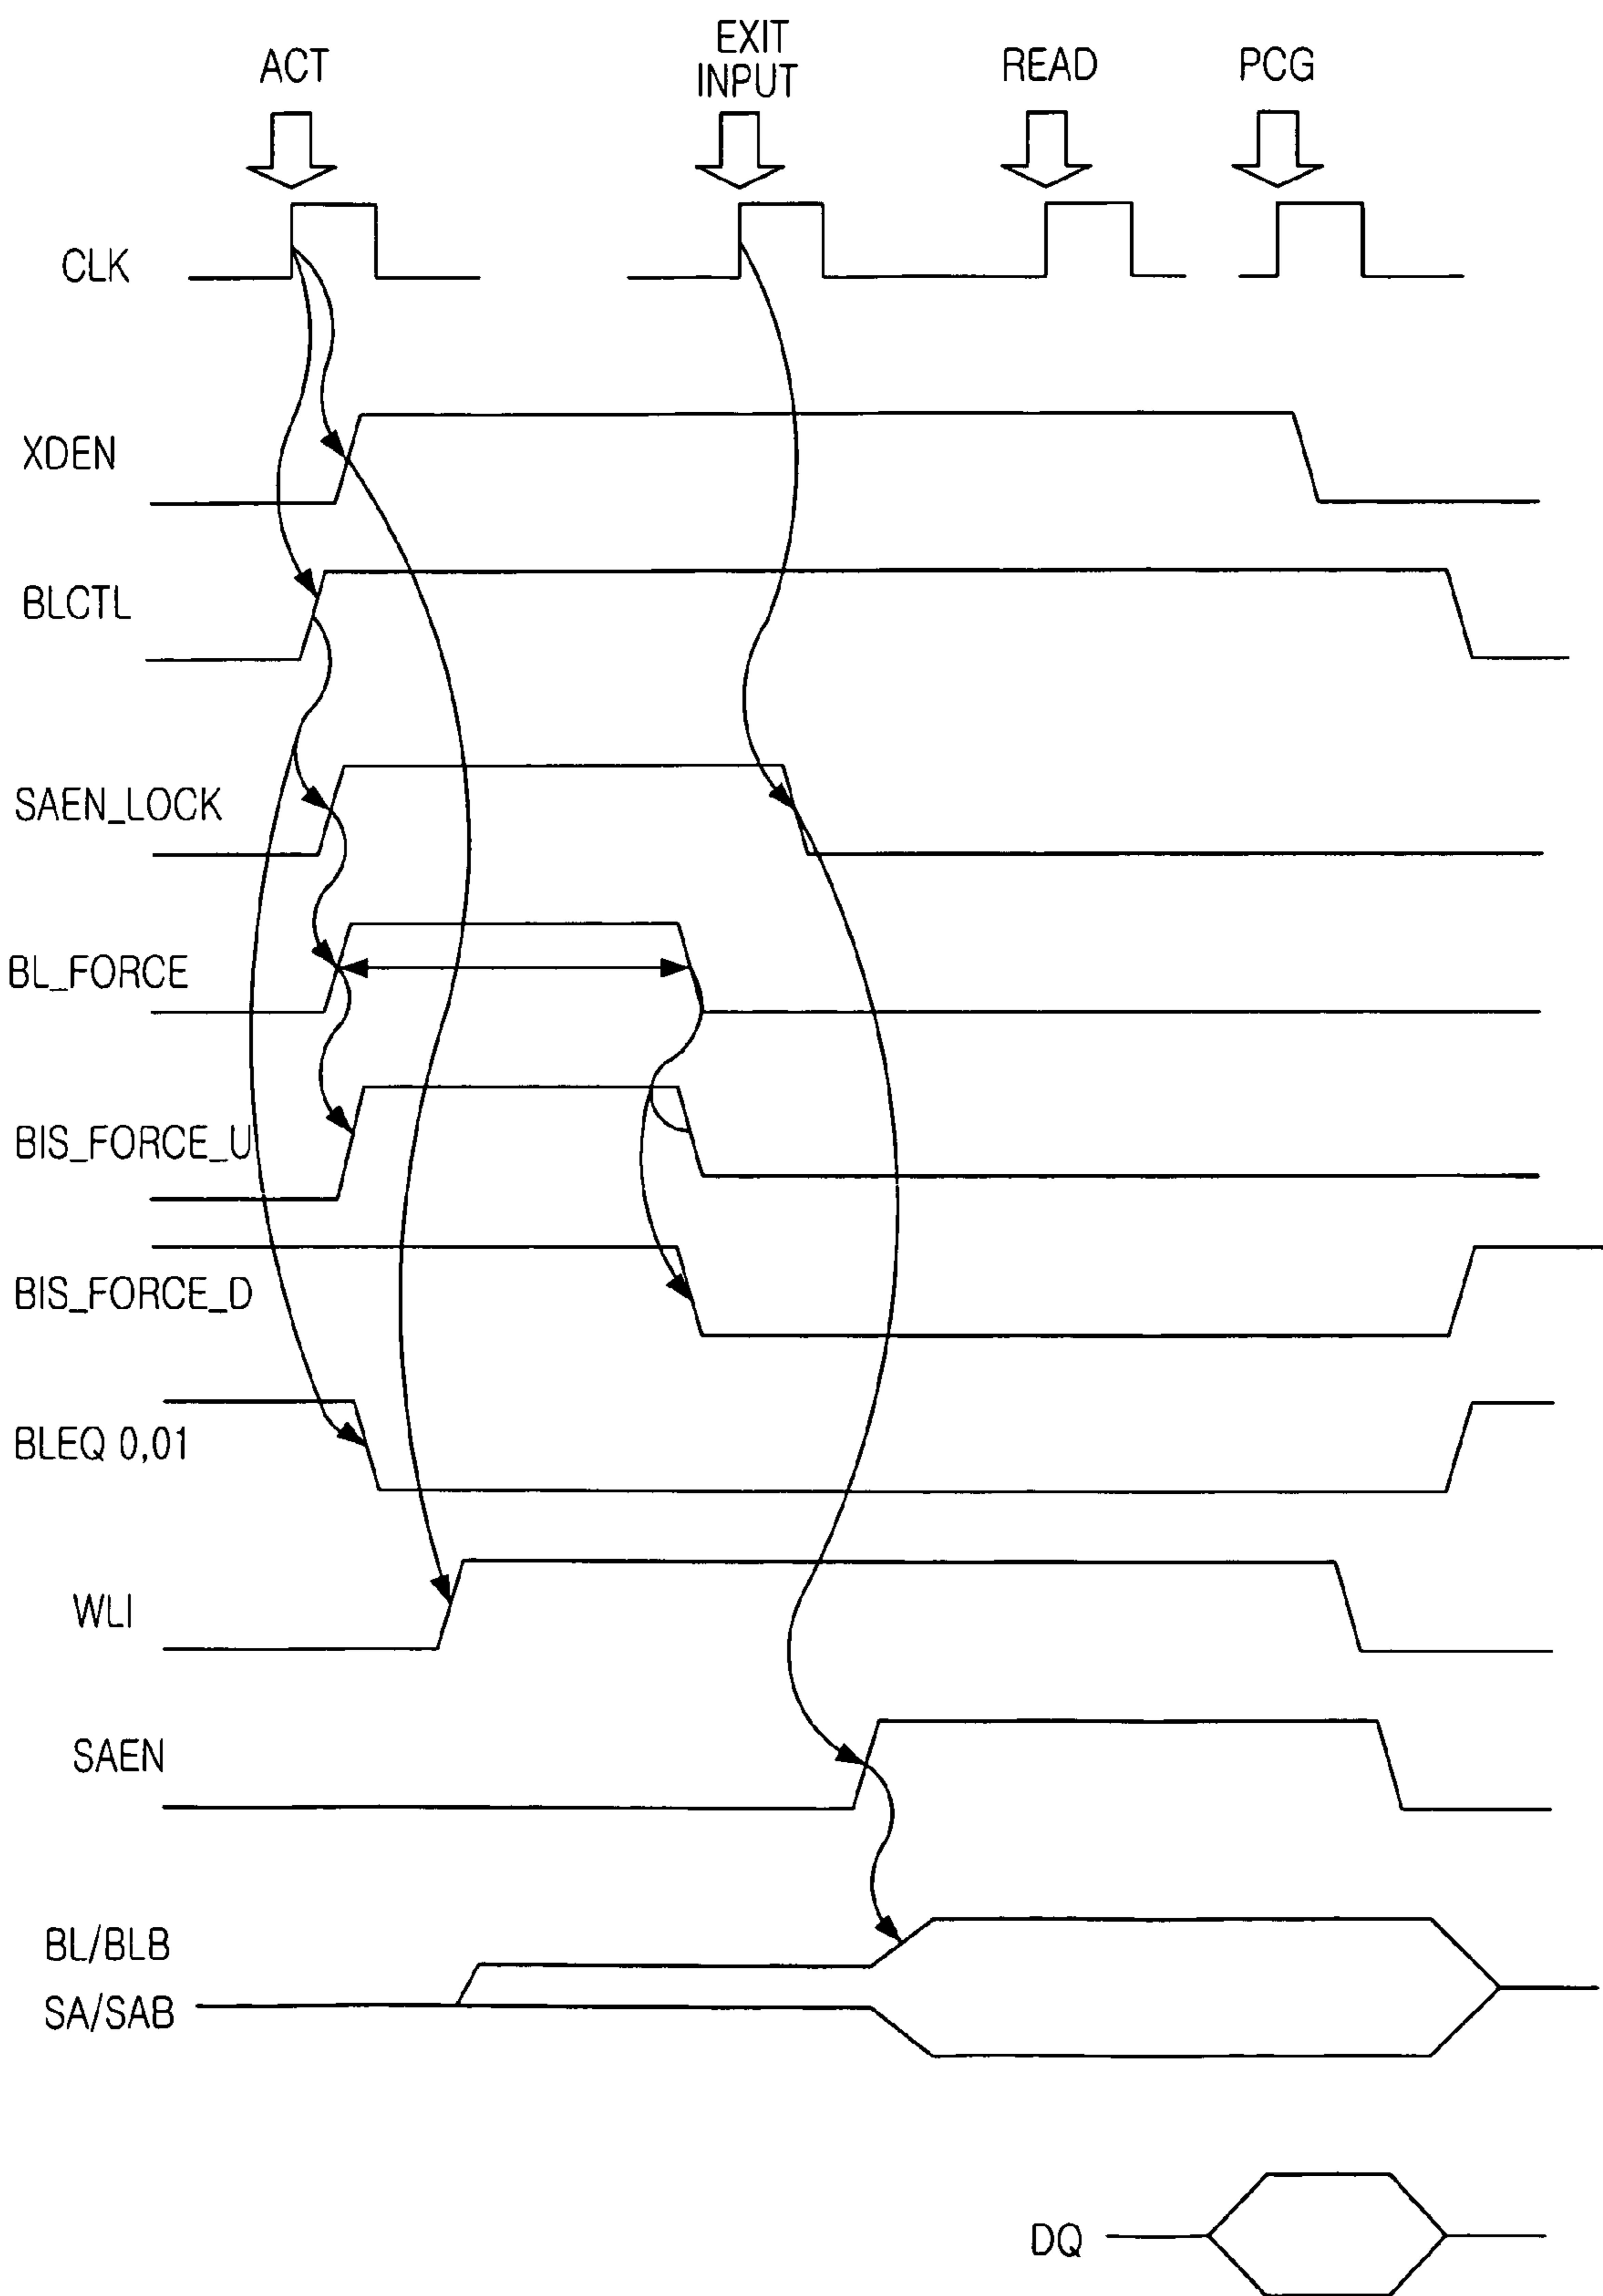 ACT
EXIT
INPUT
READ
PCG
CLK
XDEN
BLCTL
SAEN_LOCK
BL_FORCE
BIS_FORCE_U
BIS_FORCE_D
BLEQ 0,01
WLI
SAEN
BL/BLB
SA/SAB
DQ